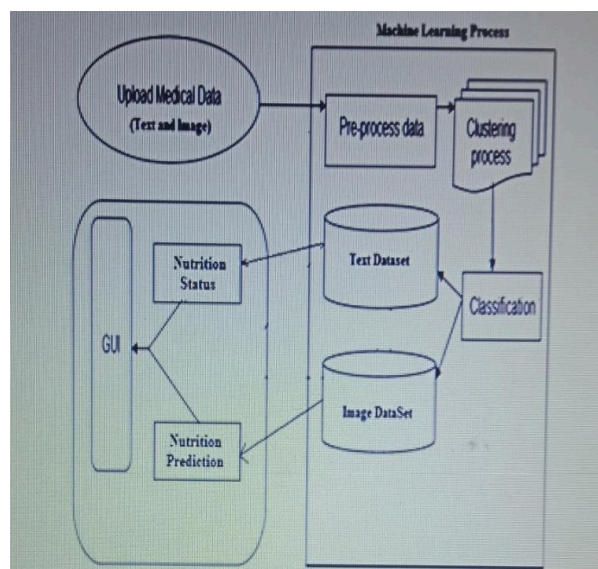 Machine Learning Process
Upload Medical Data
(Text and Image)
Pre-process data
Clustering
process
Text Dataset
Classification
Nutrition
Status
GUI
Image DataSet
Nutrition
Prediction